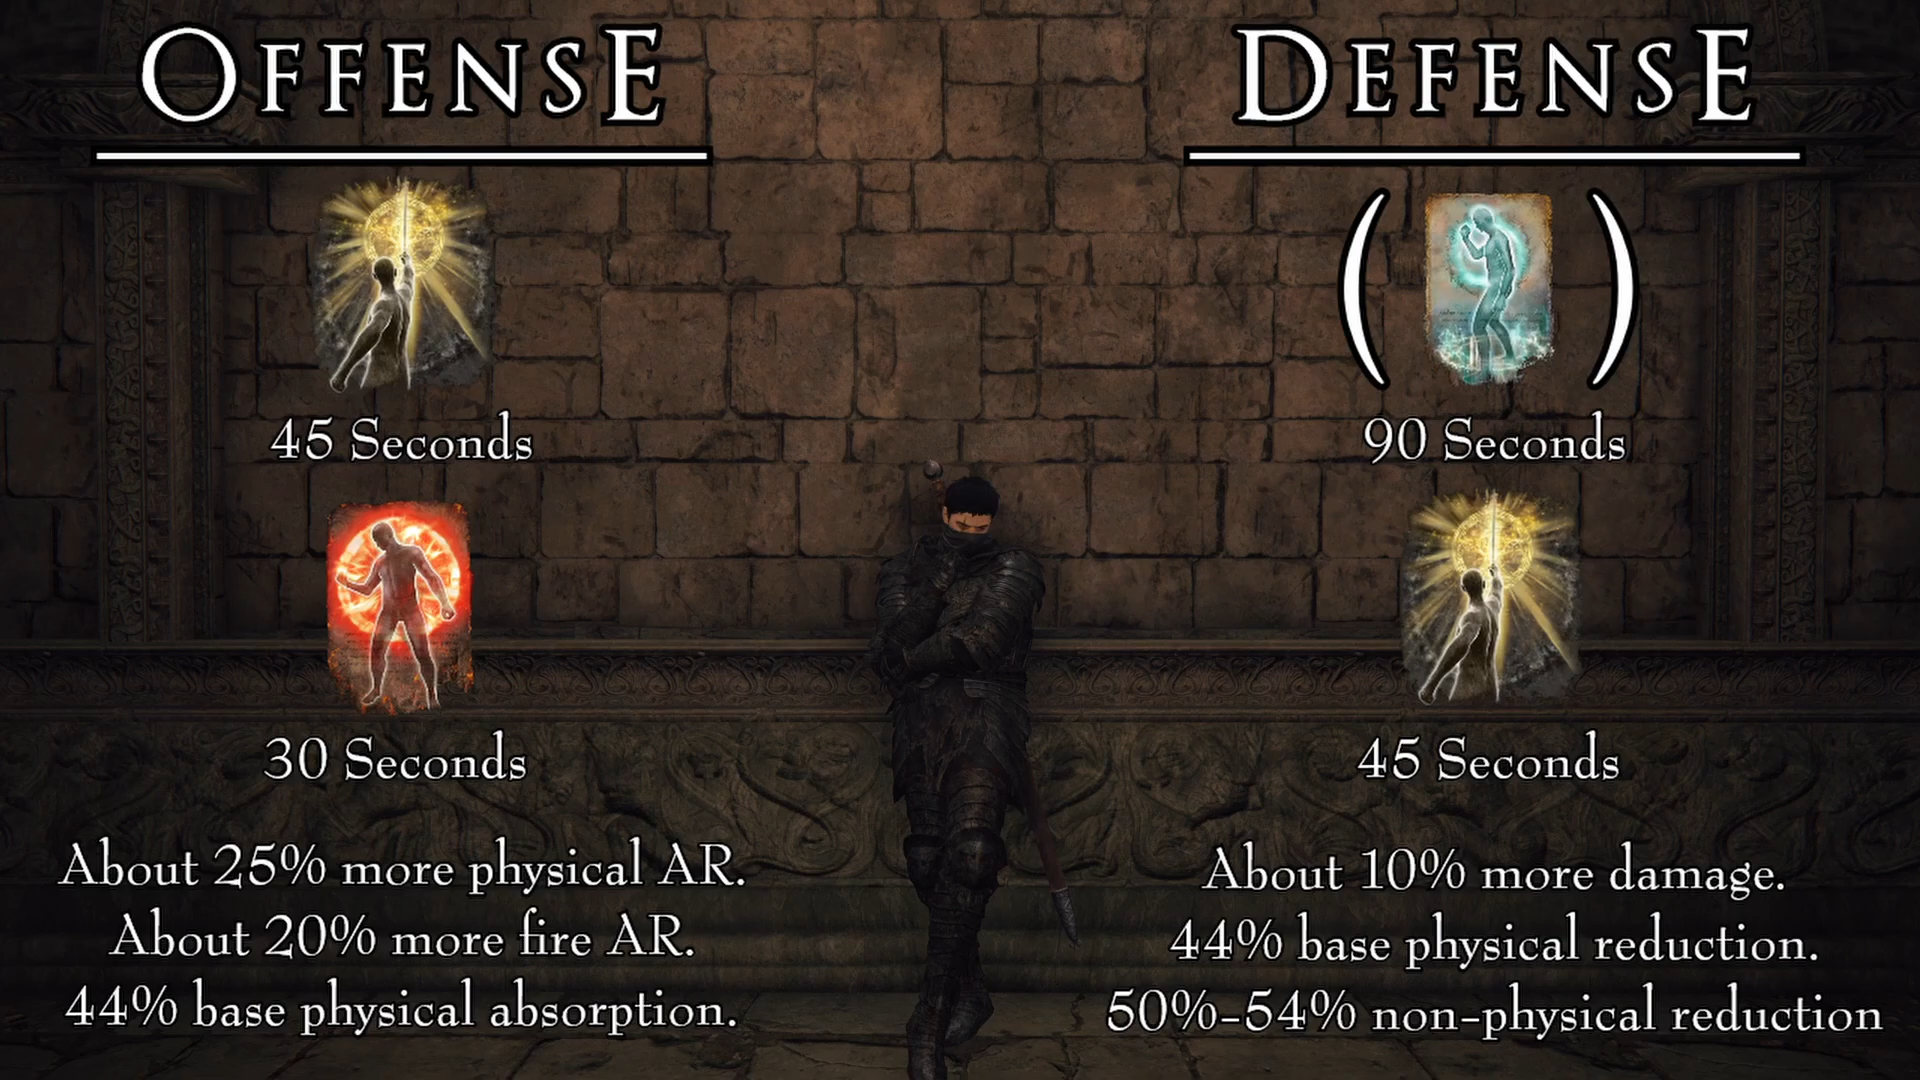 OFFENSE
45 Seconds
30 Seconds
About 25% more physical AR.
About 20% more fire AR.
44% base physical absorption.
DEFENSE
( )
90 Seconds
45 Seconds
About 10% more damage.
44% base physical reduction.
50%-54% non-physical reduction